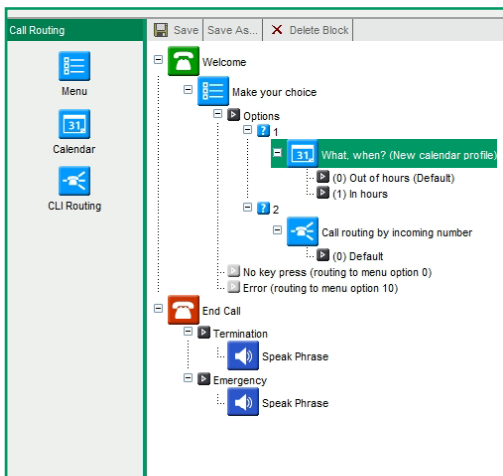 Call Routing
Menu
31
Calendar
CLI Routing
Save
Save As...
Delete Block
Welcome
Make your choice
Options
? 1
31 What, when? (New calendar profile)
(0) Out of hours (Default)
(1) In hours
? 2
Call routing by incoming number
(0) Default
No key press (routing to menu option 0)
Error (routing to menu option 10)
End Call
Termination
Speak Phrase
Emergency
Speak Phrase